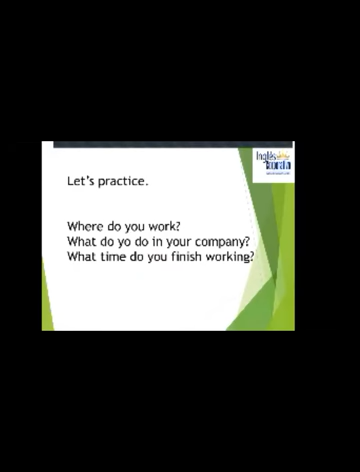 Let's practice.
Where do you work?
What do yo do in your company?
What time do you finish working?
Inglés